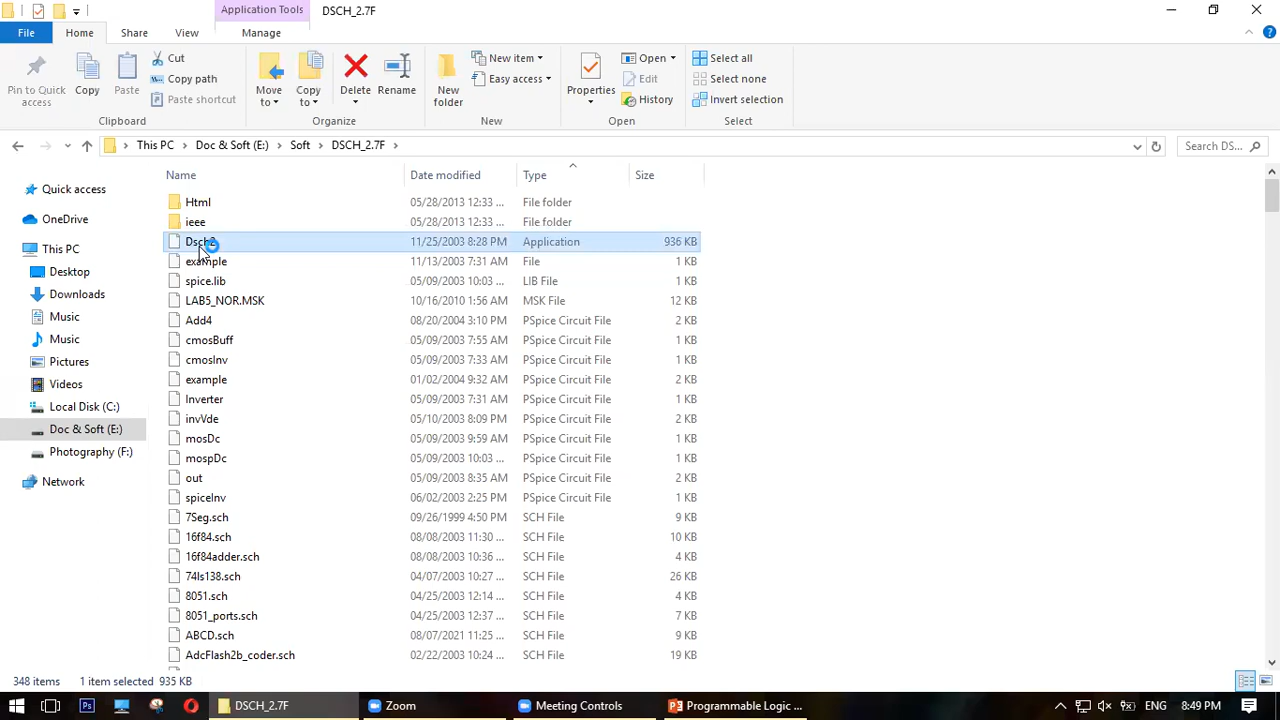 Application Tools
DSCH_2.7F
File
Home
Share
View
Manage
Pin to Quick access
Copy
Paste
Cut
Copy path
Paste shortcut
Clipboard
Move to
Copy to
Delete
Rename
Organize
New folder
New item
Easy access
New
Properties
Open
Edit
History
Open
Select all
Select none
Invert selection
Select
This PC
Doc & Soft (E:)
Soft
DSCH_2.7F
Search DS...
Quick access
OneDrive
This PC
Desktop
Downloads
Music
Music
Pictures
Videos
Local Disk (C:)
Doc & Soft (E:)
Photography (F:)
Network
Name Date modified Type Size
Html 05/28/2013 12:33 ... File folder
ieee 05/28/2013 12:33 ... File folder
Dsch2 11/25/2003 8:28 PM Application 936 KB
example 11/13/2003 7:31 AM File 1 KB
spice.lib 05/09/2003 10:03 ... LIB File 1 KB
LAB5_NOR.MSK 10/16/2010 1:56 AM MSK File 12 KB
Add4 08/20/2004 3:10 PM PSpice Circuit File 2 KB
cmosBuff 05/09/2003 7:55 AM PSpice Circuit File 1 KB
cmosInv 05/09/2003 7:33 AM PSpice Circuit File 1 KB
example 01/02/2004 9:32 AM PSpice Circuit File 2 KB
Inverter 05/09/2003 7:31 AM PSpice Circuit File 1 KB
invVde 05/10/2003 8:09 PM PSpice Circuit File 2 KB
mosDc 05/09/2003 9:59 AM PSpice Circuit File 1 KB
mospDc 05/09/2003 10:03 ... PSpice Circuit File 1 KB
out 05/09/2003 8:35 AM PSpice Circuit File 2 KB
spiceInv 06/02/2003 2:25 PM PSpice Circuit File 1 KB
7Seg.sch 09/26/1999 4:50 PM SCH File 9 KB
16f84.sch 08/08/2003 11:30 ... SCH File 10 KB
16f84adder.sch 08/08/2003 10:36 ... SCH File 4 KB
74ls138.sch 04/07/2003 10:27 ... SCH File 26 KB
8051.sch 04/25/2003 12:14 ... SCH File 4 KB
8051_ports.sch 04/25/2003 12:37 ... SCH File 7 KB
ABCD.sch 08/07/2021 11:25 ... SCH File 9 KB
AdcFlash2b_coder.sch 02/22/2003 10:24 ... SCH File 19 KB
348 items 1 item selected 935 KB
Ps
DSCH_2.7F
Zoom
Meeting Controls
Programmable Logic ...
ENG
8:49 PM